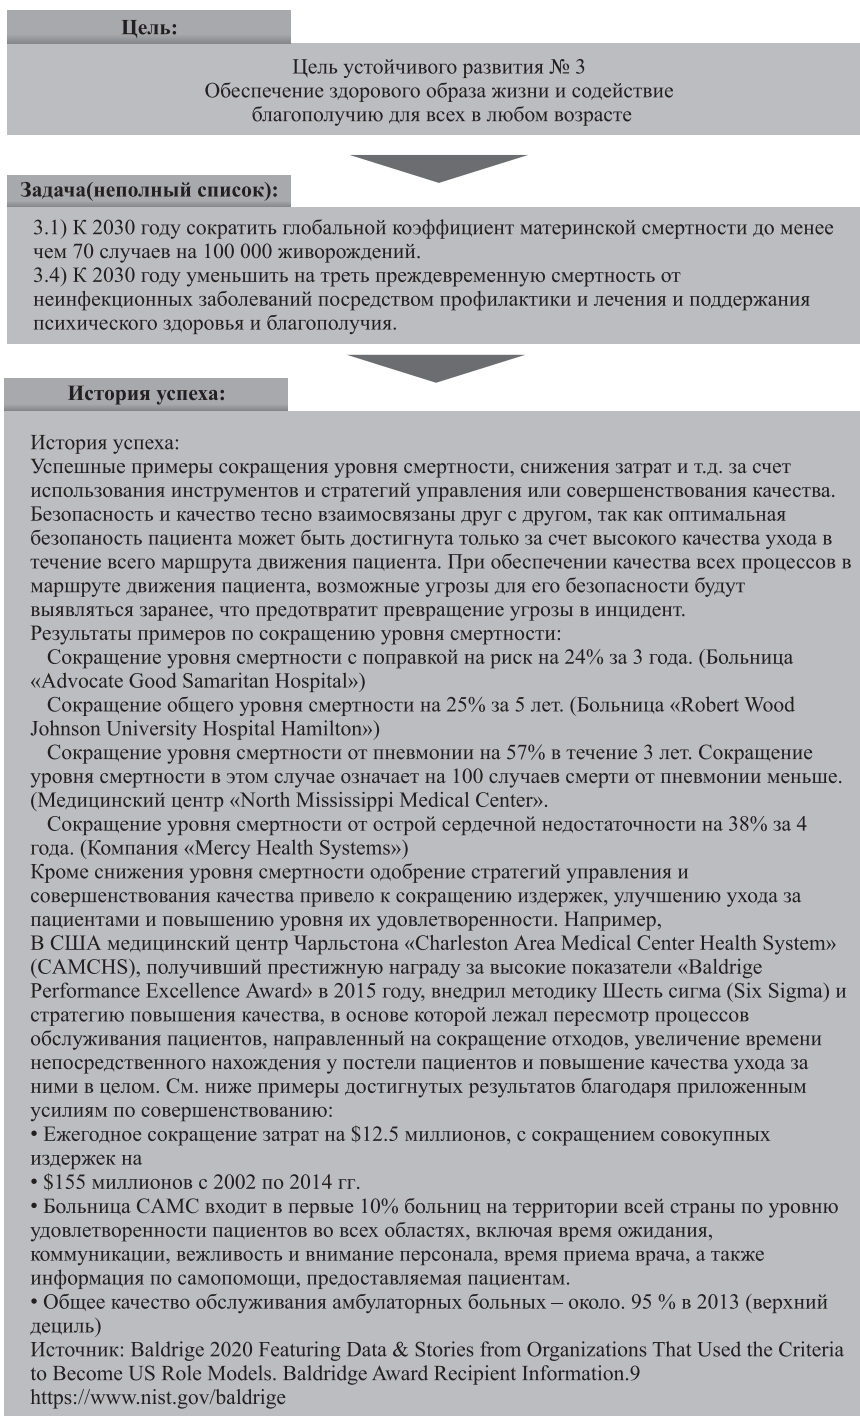 Цель:
Цель устойчивого развития № 3
Обеспечение здорового образа жизни и содействие
благополучию для всех в любом возрасте
Задача(неполный список):
3.1) К 2030 году сократить глобальной коэффициент материнской смертности до менее
чем 70 случаев на 100 000 живорождений.
3.4) К 2030 году уменьшить на треть преждевременную смертность от
неинфекционных заболеваний посредством профилактики и лечения и поддержания
психического здоровья и благополучия.
История успеха:
История успеха:
Успешные примеры сокращения уровня смертности, снижения затрат и т.д. за счет
использования инструментов и стратегий управления или совершенствования качества.
Безопасность и качество тесно взаимосвязаны друг с другом, так как оптимальная
безопаность пациента может быть достигнута только за счет высокого качества ухода в
течение всего маршрута движения пациента. При обеспечении качества всех процессов в
маршруте движения пациента, возможные угрозы для его безопасности будут
выявляться заранее, что предотвратит превращение угрозы в инцидент.
Результаты примеров по сокращению уровня смертности:
Сокращение уровня смертности с поправкой на риск на 24% за 3 года. (Больница
«Advocate Good Samaritan Hospital»)
Сокращение общего уровня смертности на 25% за 5 лет. (Больница «Robert Wood
Johnson University Hospital Hamilton»)
Сокращение уровня смертности от пневмонии на 57% в течение 3 лет. Сокращение
уровня смертности в этом случае означает на 100 случаев смерти от пневмонии меньше.
(Медицинский центр «North Mississippi Medical Center».
Сокращение уровня смертности от острой сердечной недостаточности на 38% за 4
года. (Компания «Mercy Health Systems»)
Кроме снижения уровня смертности одобрение стратегий управления и
совершенствования качества привело к сокращению издержек, улучшению ухода за
пациентами и повышению уровня их удовлетворенности. Например,
В США медицинский центр Чарльстона «Charleston Area Medical Center Health System»
(CAMCHS), получивший престижную награду за высокие показатели «Baldrige
Performance Excellence Award» в 2015 году, внедрил методику Шесть сигма (Six Sigma) и
стратегию повышения качества, в основе которой лежал пересмотр процессов
обслуживания пациентов, направленный на сокращение отходов, увеличение времени
непосредственного нахождения у постели пациентов и повышение качества ухода за
ними в целом. См. ниже примеры достигнутых результатов благодаря приложенным
усилиям по совершенствованию:
• Ежегодное сокращение затрат на $12.5 миллионов, с сокращением совокупных
издержек на
• $155 миллионов с 2002 по 2014 гг.
• Больница CAMC входит в первые 10% больниц на территории всей страны по уровню
удовлетворенности пациентов во всех областях, включая время ожидания,
коммуникации, вежливость и внимание персонала, время приема врача, а также
информация по самопомощи, предоставляемая пациентам.
• Общее качество обслуживания амбулаторных больных – около. 95 % в 2013 (верхний
дециль)
Источник: Baldrige 2020 Featuring Data & Stories from Organizations That Used the Criteria
to Become US Role Models. Baldridge Award Recipient Information.9
https://www.nist.gov/baldrige